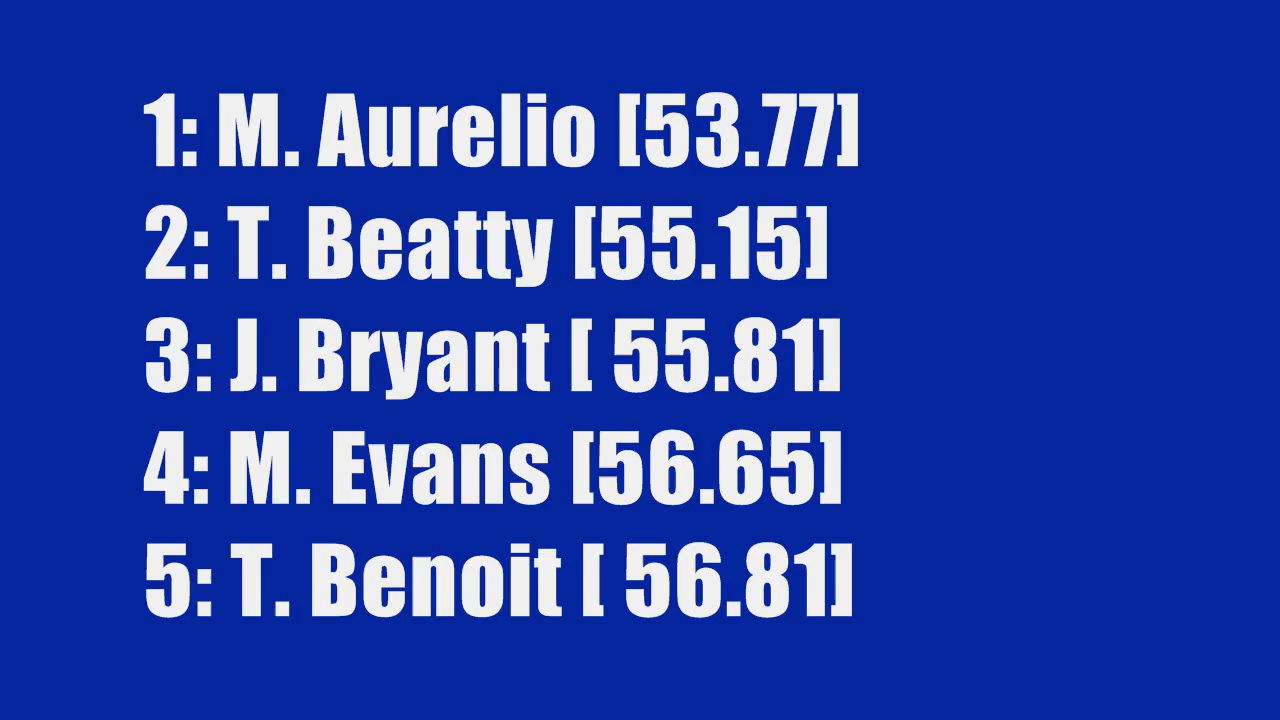 1: M. Aurelio [53.77]
2: T. Beatty [55.15]
3: J. Bryant [ 55.81]
4: M. Evans [56.65]
5: T. Benoit [ 56.81]